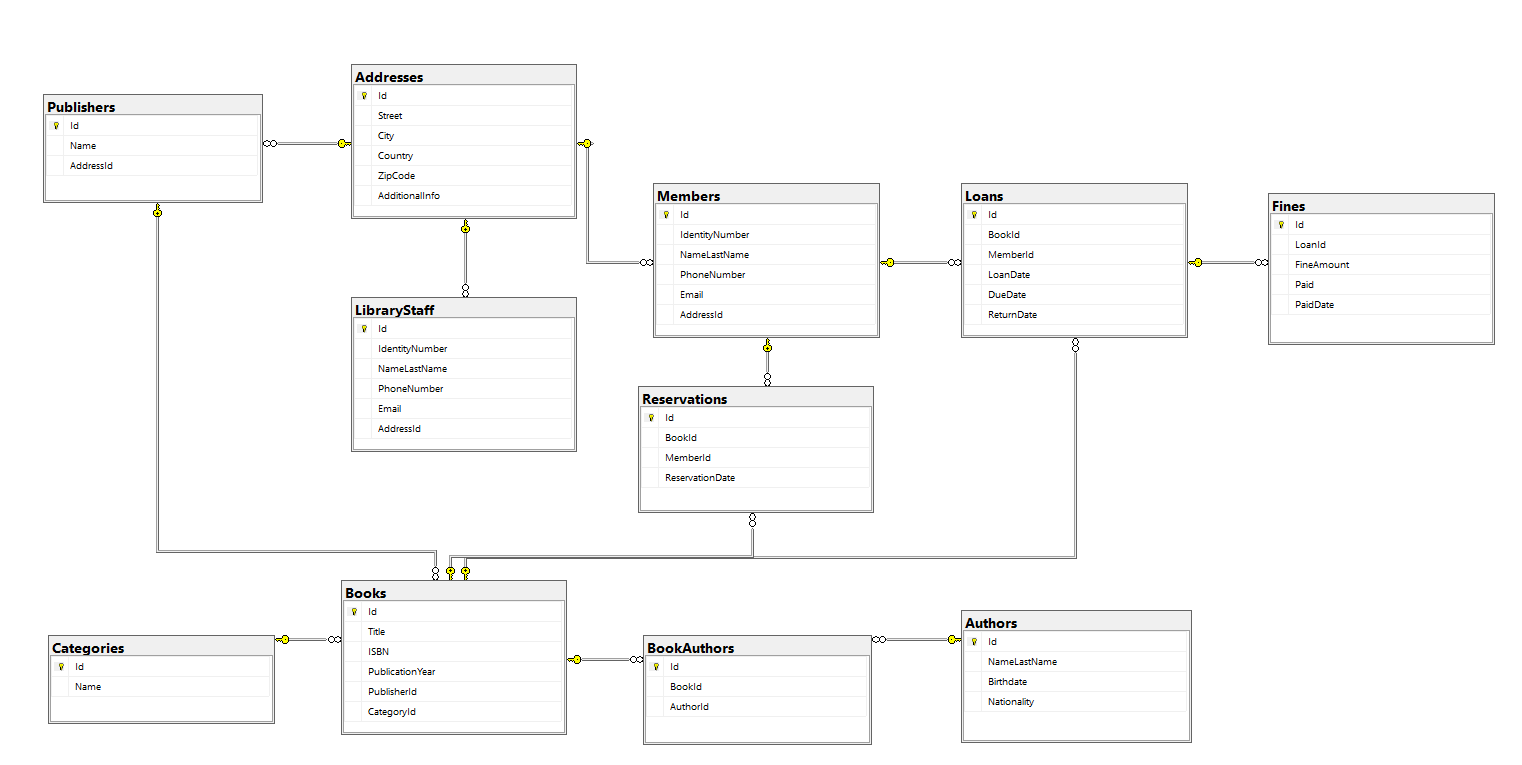 Publishers
Id
Name
AddressId
Addresses
Id
Street
City
Country
ZipCode
AdditionalInfo
LibraryStaff
Id
IdentityNumber
NameLastName
PhoneNumber
Email
AddressId
Members
Id
IdentityNumber
NameLastName
PhoneNumber
Email
AddressId
Loans
Id
BookId
MemberId
LoanDate
DueDate
ReturnDate
Fines
Id
LoanId
FineAmount
Paid
PaidDate
Reservations
Id
BookId
MemberId
ReservationDate
Categories
Id
Name
Books
Id
Title
ISBN
PublicationYear
PublisherId
CategoryId
BookAuthors
Id
BookId
AuthorId
Authors
Id
NameLastName
Birthdate
Nationality